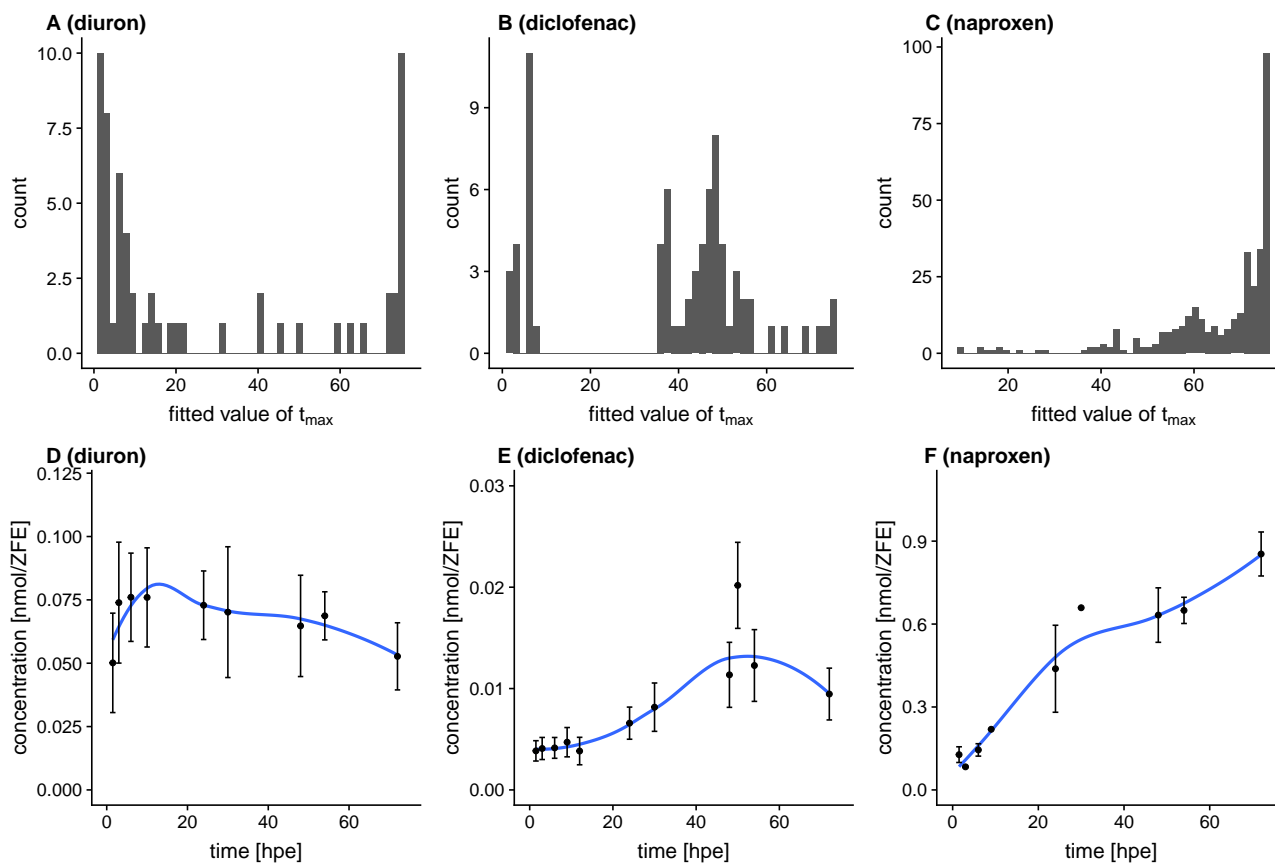 A (diuron)
10.0
7.5
5.0
2.5
0.0
count
0 20 40 60
fitted value of tmax
B (diclofenac)
9
6
3
0
count
0 20 40 60
fitted value of tmax
C (naproxen)
100
75
50
25
0
count
20 40 60
fitted value of tmax
D (diuron)
0.125
0.100
0.075
0.050
0.025
0.000
concentration [nmol/ZFE]
0 20 40 60
time [hpe]
E (diclofenac)
0.03
0.02
0.01
0.00
concentration [nmol/ZFE]
0 20 40 60
time [hpe]
F (naproxen)
0.9
0.6
0.3
0.0
concentration [nmol/ZFE]
0 20 40 60
time [hpe]